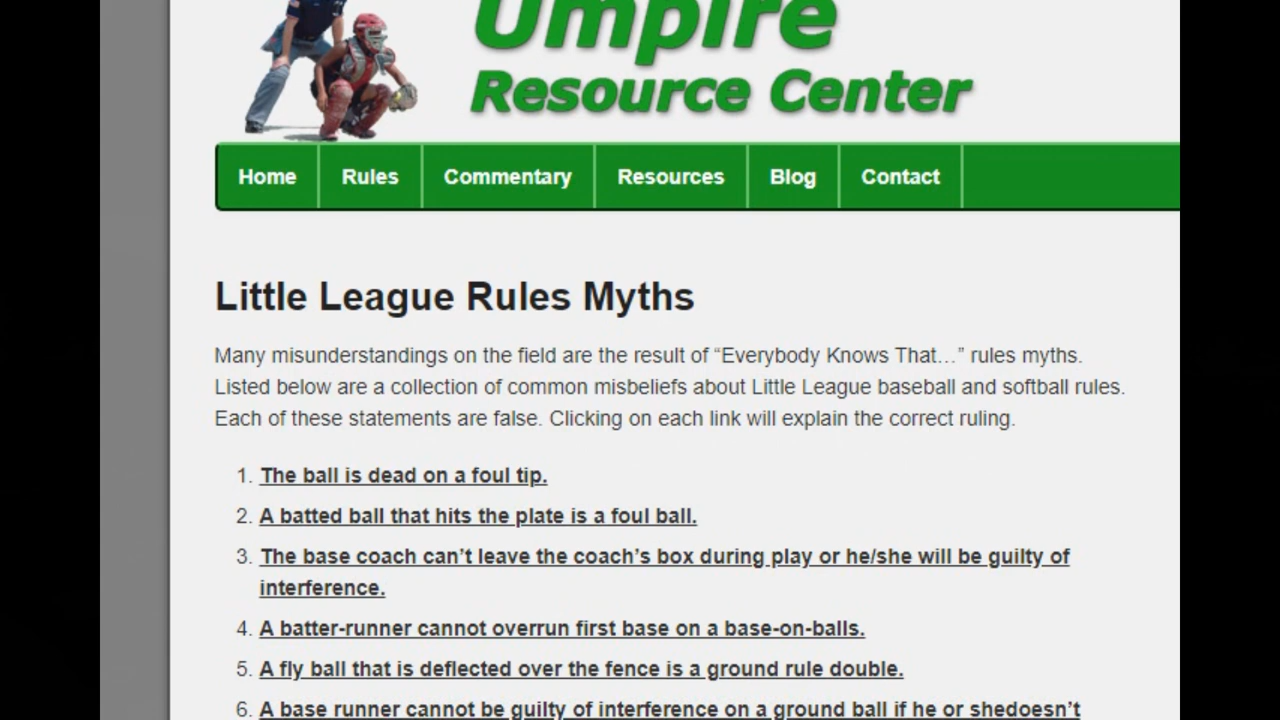 Umpire
Resource Center
Home Rules Commentary Resources Blog Contact
Little League Rules Myths
Many misunderstandings on the field are the result of “Everybody Knows That…” rules myths.
Listed below are a collection of common misbeliefs about Little League baseball and softball rules.
Each of these statements are false. Clicking on each link will explain the correct ruling.
1. The ball is dead on a foul tip.
2. A batted ball that hits the plate is a foul ball.
3. The base coach can’t leave the coach’s box during play or he/she will be guilty of
interference.
4. A batter-runner cannot overrun first base on a base-on-balls.
5. A fly ball that is deflected over the fence is a ground rule double.
6. A base runner cannot be guilty of interference on a ground ball if he or shedoesn’t